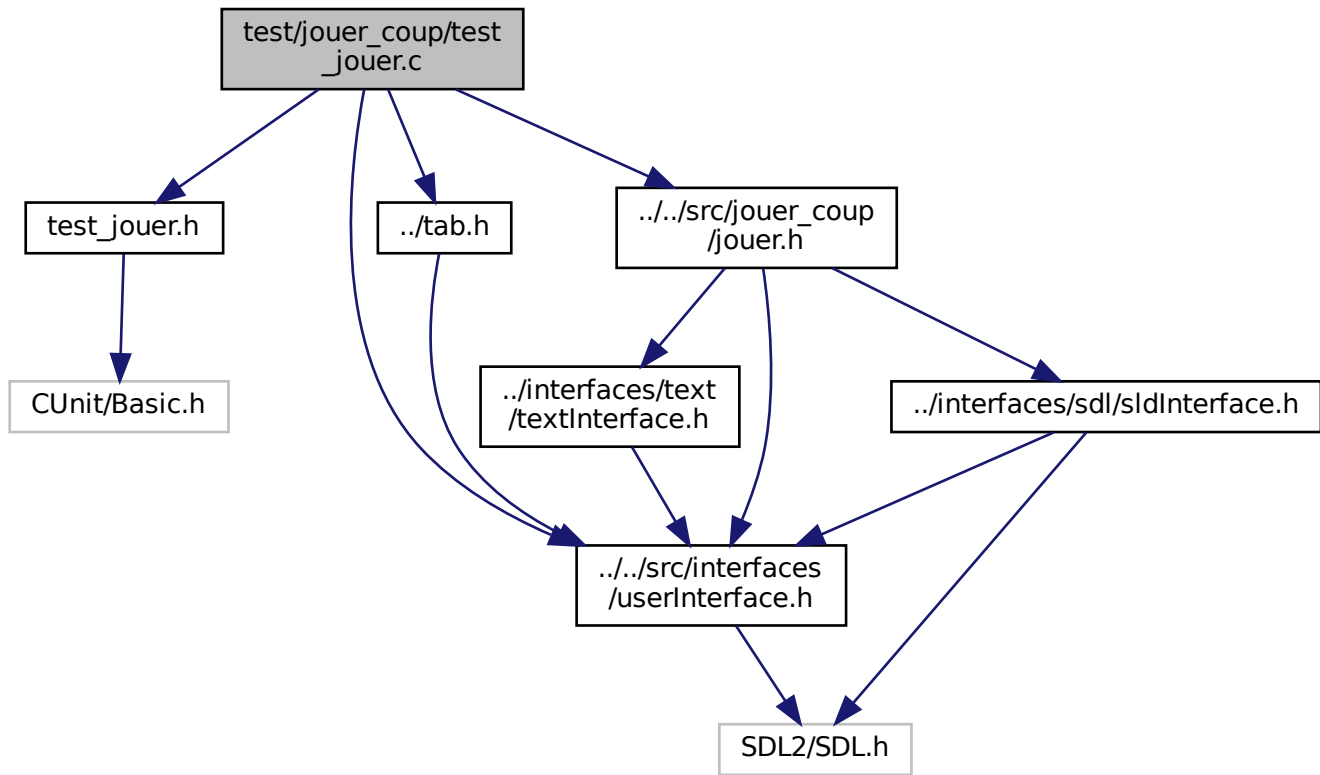 test/jouer_coup/test
_jouer.c
test_jouer.h
../tab.h
../../src/jouer_coup
/jouer.h
CUnit/Basic.h
../interfaces/text
/textInterface.h
../interfaces/sdl/sldInterface.h
../../src/interfaces
/userInterface.h
SDL2/SDL.h